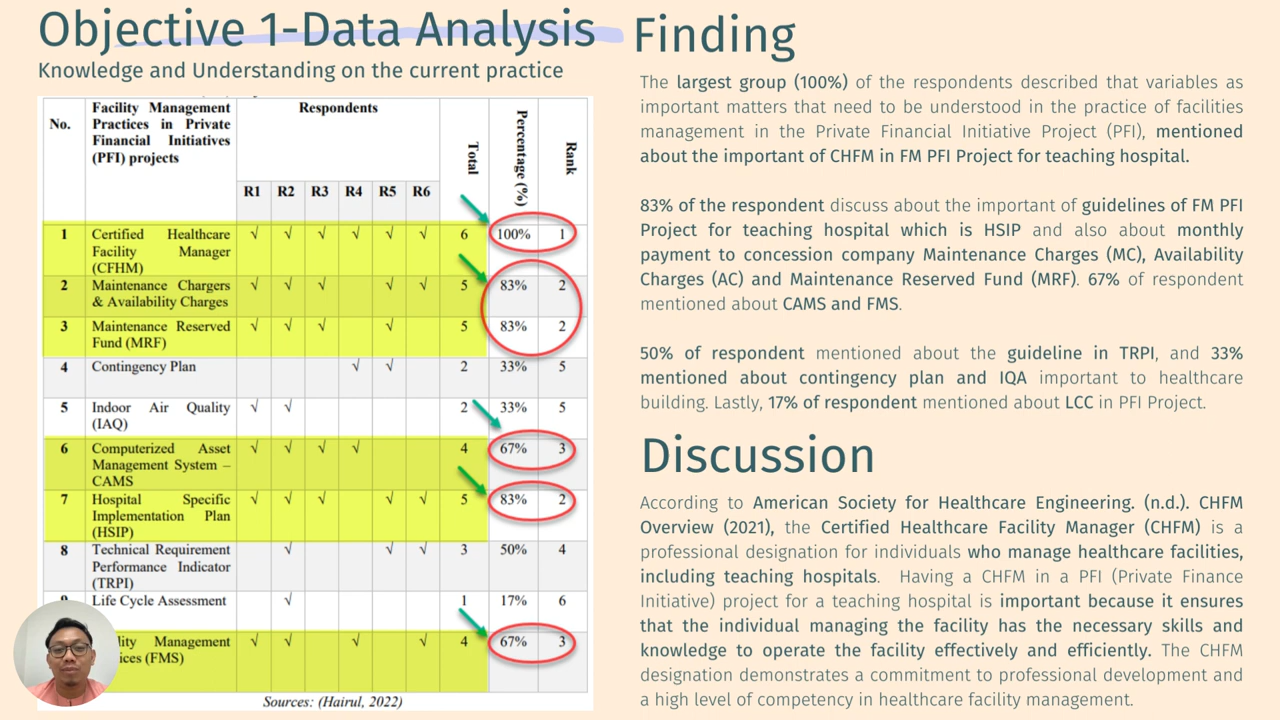 Objective 1-Data Analysis
Knowledge and Understanding on the current practice
No. Facility Management Practices in Private Financial Initiatives (PFI) projects Respondents Total Percentage (%) Rank
R1 R2 R3 R4 R5 R6
1 Certified Healthcare √ √ √ √ √ √ 6 100% 1
Facility Manager
(CFHM)
2 Maintenance Chargers √ √ √ √ √ 5 83% 2
& Availability Charges
3 Maintenance Reserved √ √ √ √ 5 83% 2
Fund (MRF)
4 Contingency Plan √ √ 2 33% 5
5 Indoor Air Quality √ √ 2 33% 5
(IAQ)
6 Computerized Asset √ √ √ √ 4 67% 3
Management System –
CAMS
7 Hospital Specific √ √ √ √ √ 5 83% 2
Implementation Plan
(HSIP)
8 Technical Requirement √ √ √ 3 50% 4
Performance Indicator
(TRPI)
Life Cycle Assessment √ 1 17% 6
Management √ √ √ √ 4 67% 3
(FMS)
Sources: (Hairul, 2022)
Finding
The largest group (100%) of the respondents described that variables as
important matters that need to be understood in the practice of facilities
management in the Private Financial Initiative Project (PFI), mentioned
about the important of CHFM in FM PFI Project for teaching hospital.
83% of the respondent discuss about the important of guidelines of FM PFI
Project for teaching hospital which is HSIP and also about monthly
payment to concession company Maintenance Charges (MC), Availability
Charges (AC) and Maintenance Reserved Fund (MRF). 67% of respondent
mentioned about CAMS and FMS.
50% of respondent mentioned about the guideline in TRPI, and 33%
mentioned about contingency plan and IQA important to healthcare
building. Lastly, 17% of respondent mentioned about LCC in PFI Project.
Discussion
According to American Society for Healthcare Engineering. (n.d.). CHFM
Overview (2021), the Certified Healthcare Facility Manager (CHFM) is a
professional designation for individuals who manage healthcare facilities,
including teaching hospitals. Having a CHFM in a PFI (Private Finance
Initiative) project for a teaching hospital is important because it ensures
that the individual managing the facility has the necessary skills and
knowledge to operate the facility effectively and efficiently. The CHFM
designation demonstrates a commitment to professional development and
a high level of competency in healthcare facility management.